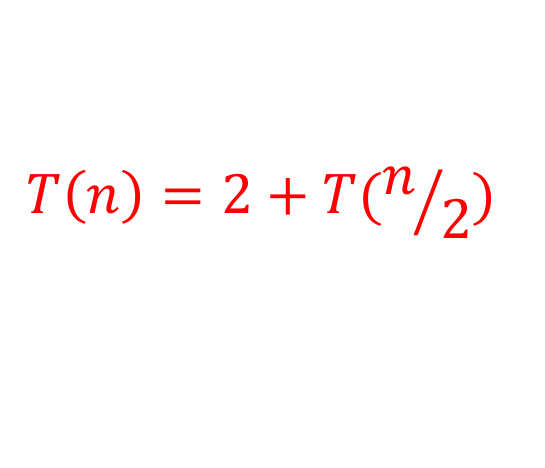 T(n) = 2 + T(n/2)